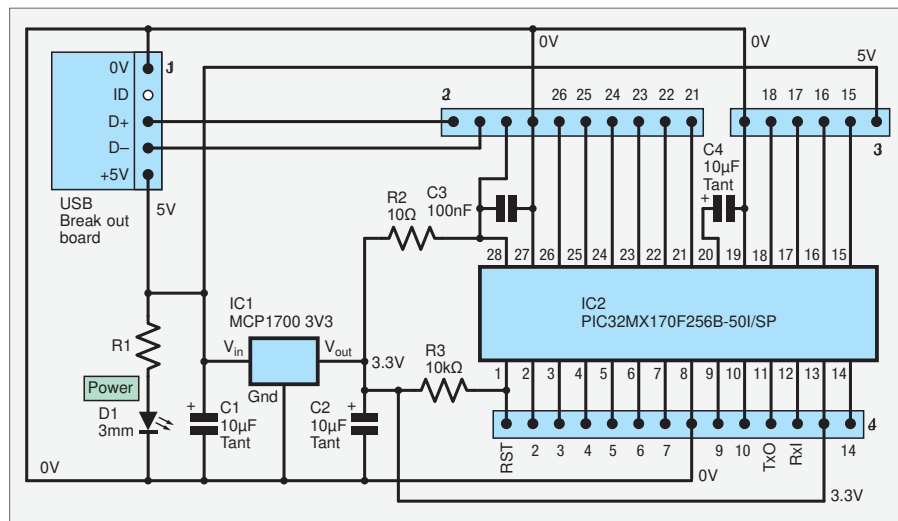 0V
0V
5V
0V
1
ID
D+
D–
+5V
USB
Break out
board
5V
2
26
25
24
23
22
21
18
17
16
15
3
R2
10Ω
C3
100nF
C4
10µF
Tant
+
28
27
26
25
24
23
22
21
20
19
18
17
16
15
IC1
MCP1700 3V3
IC2
PIC32MX170F256B-50I/SP
R1
Vin
Vout
3.3V
Gnd
R3
10kΩ
1
2
3
4
5
6
7
8
9
10
11
12
13
14
Power
D1
3mm
+
C1
10µF
Tant
+
C2
10µF
Tant
4
RST
2
3
4
5
6
7
0V
9
10
TxO
RxI
14
0V
3.3V